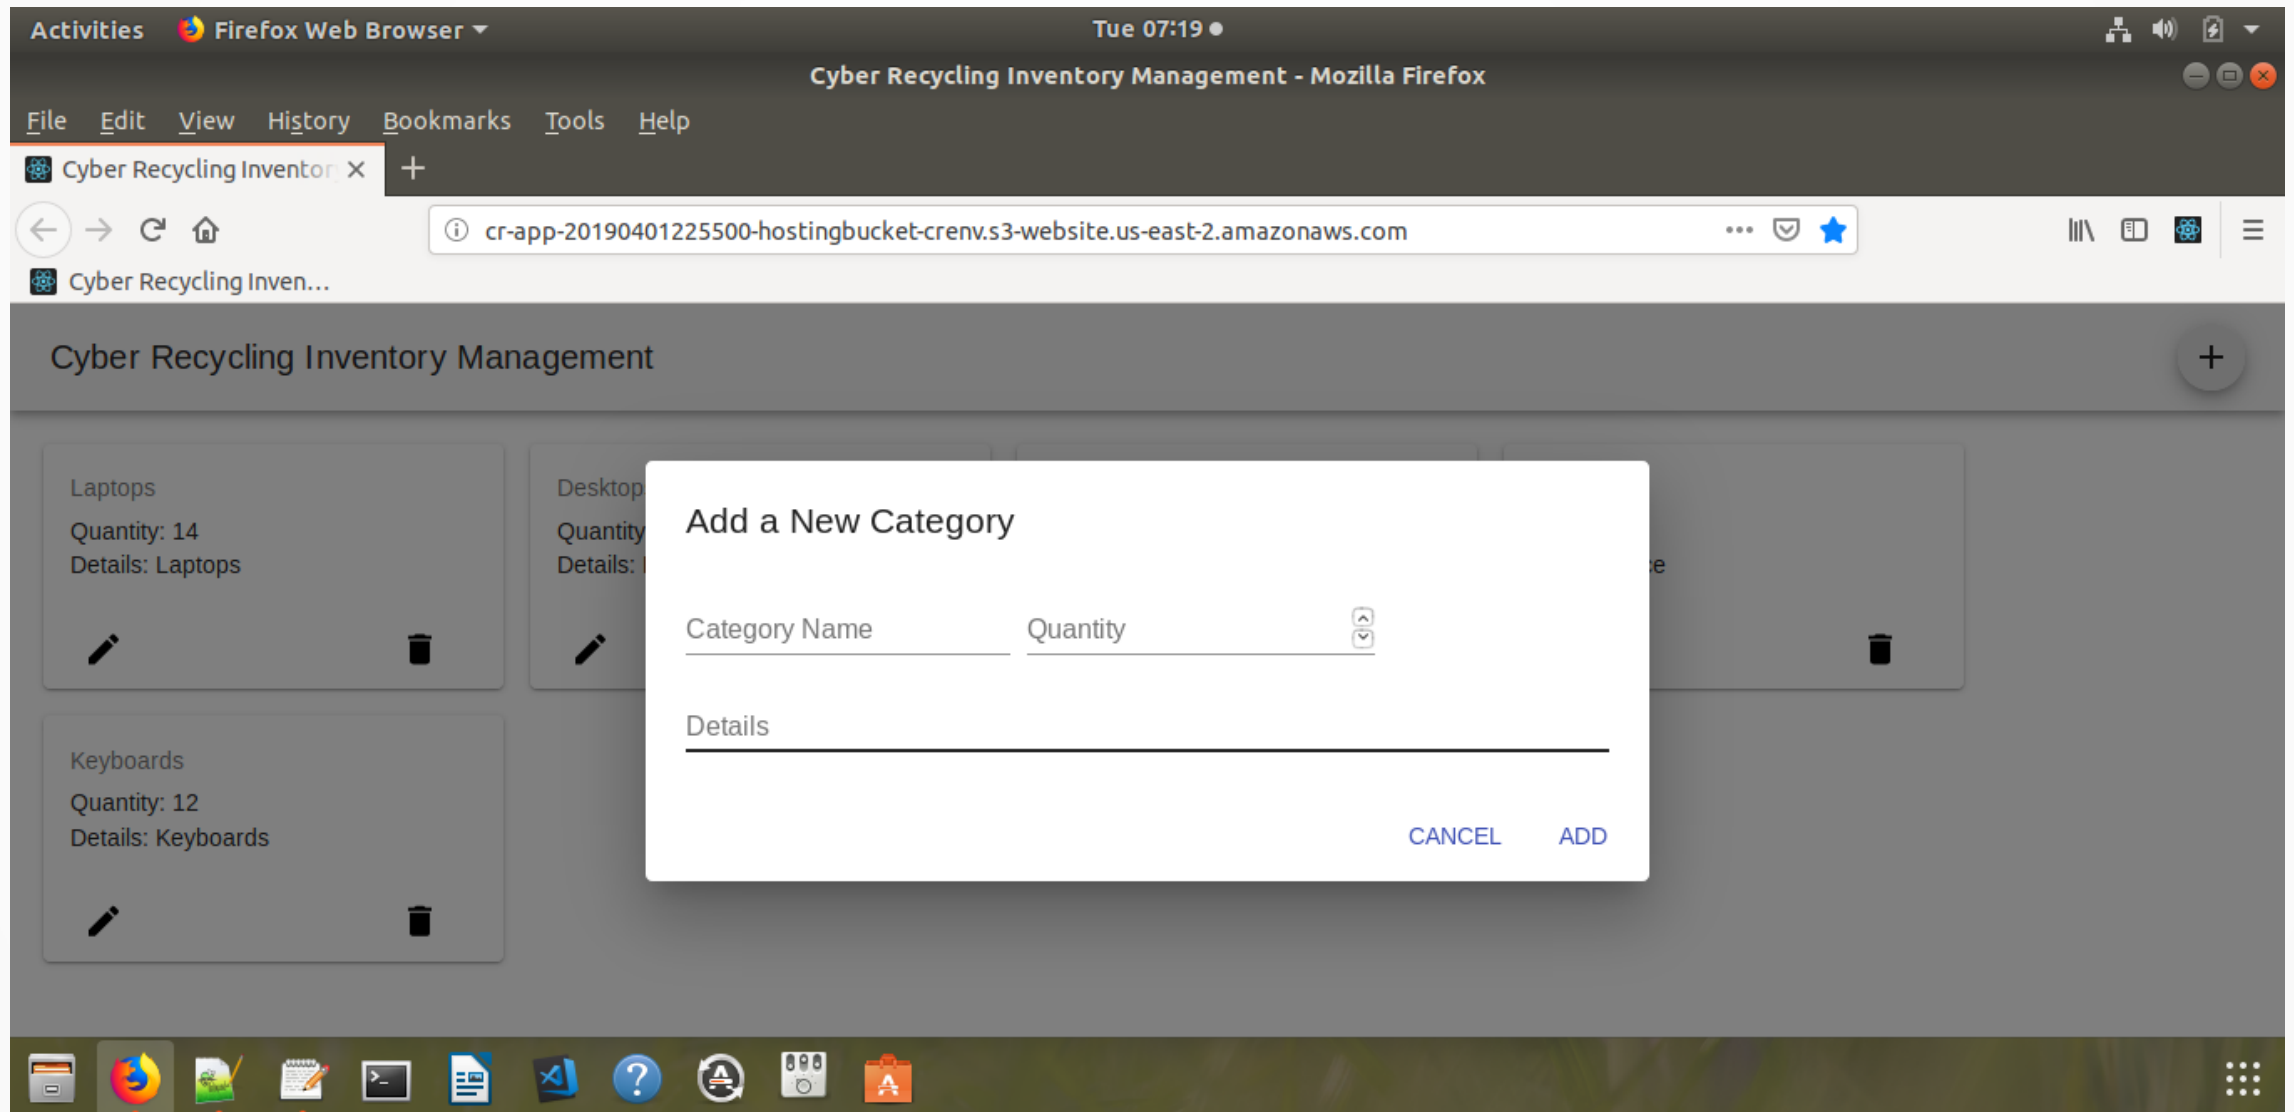 Activities Firefox Web Browser Tue 07:19
Cyber Recycling Inventory Management - Mozilla Firefox
File Edit View History Bookmarks Tools Help
Cyber Recycling Inventor
cr-app-20190401225500-hostingbucket-crenv.s3-website.us-east-2.amazonaws.com
Cyber Recycling Inven...
Cyber Recycling Inventory Management
Laptops
Quantity: 14
Details: Laptops
Desktop
Quantity
Details:
Add a New Category
Category Name Quantity
Details
CANCEL ADD
Keyboards
Quantity: 12
Details: Keyboards